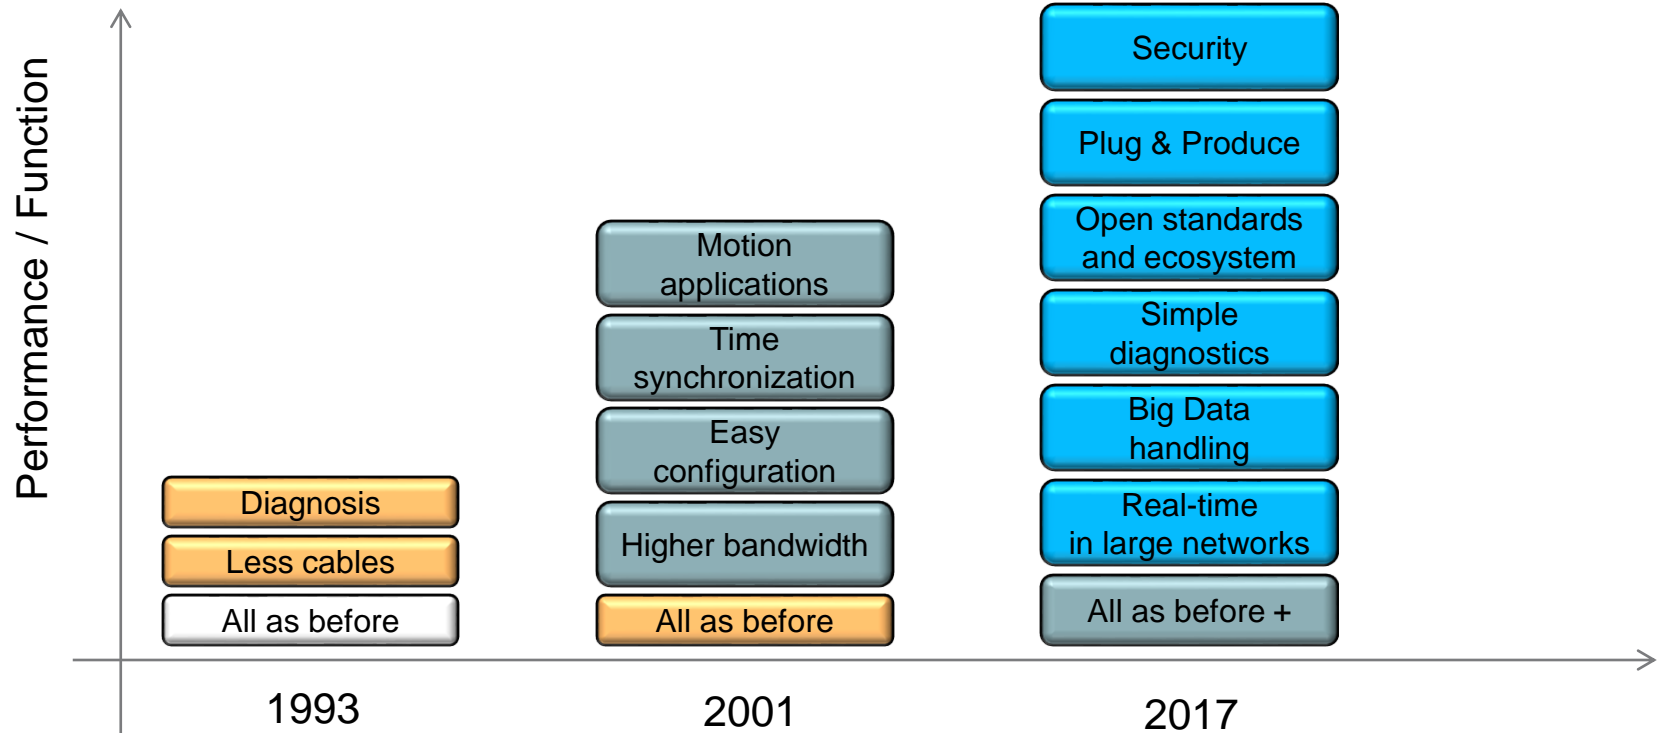 Performance / Function
Diagnosis
Less cables
All as before
1993
Motion
applications
Time
synchronization
Easy
configuration
Higher bandwidth
All as before
2001
Security
Plug & Produce
Open standards
and ecosystem
Simple
diagnostics
Big Data
handling
Real-time
in large networks
All as before +
2017